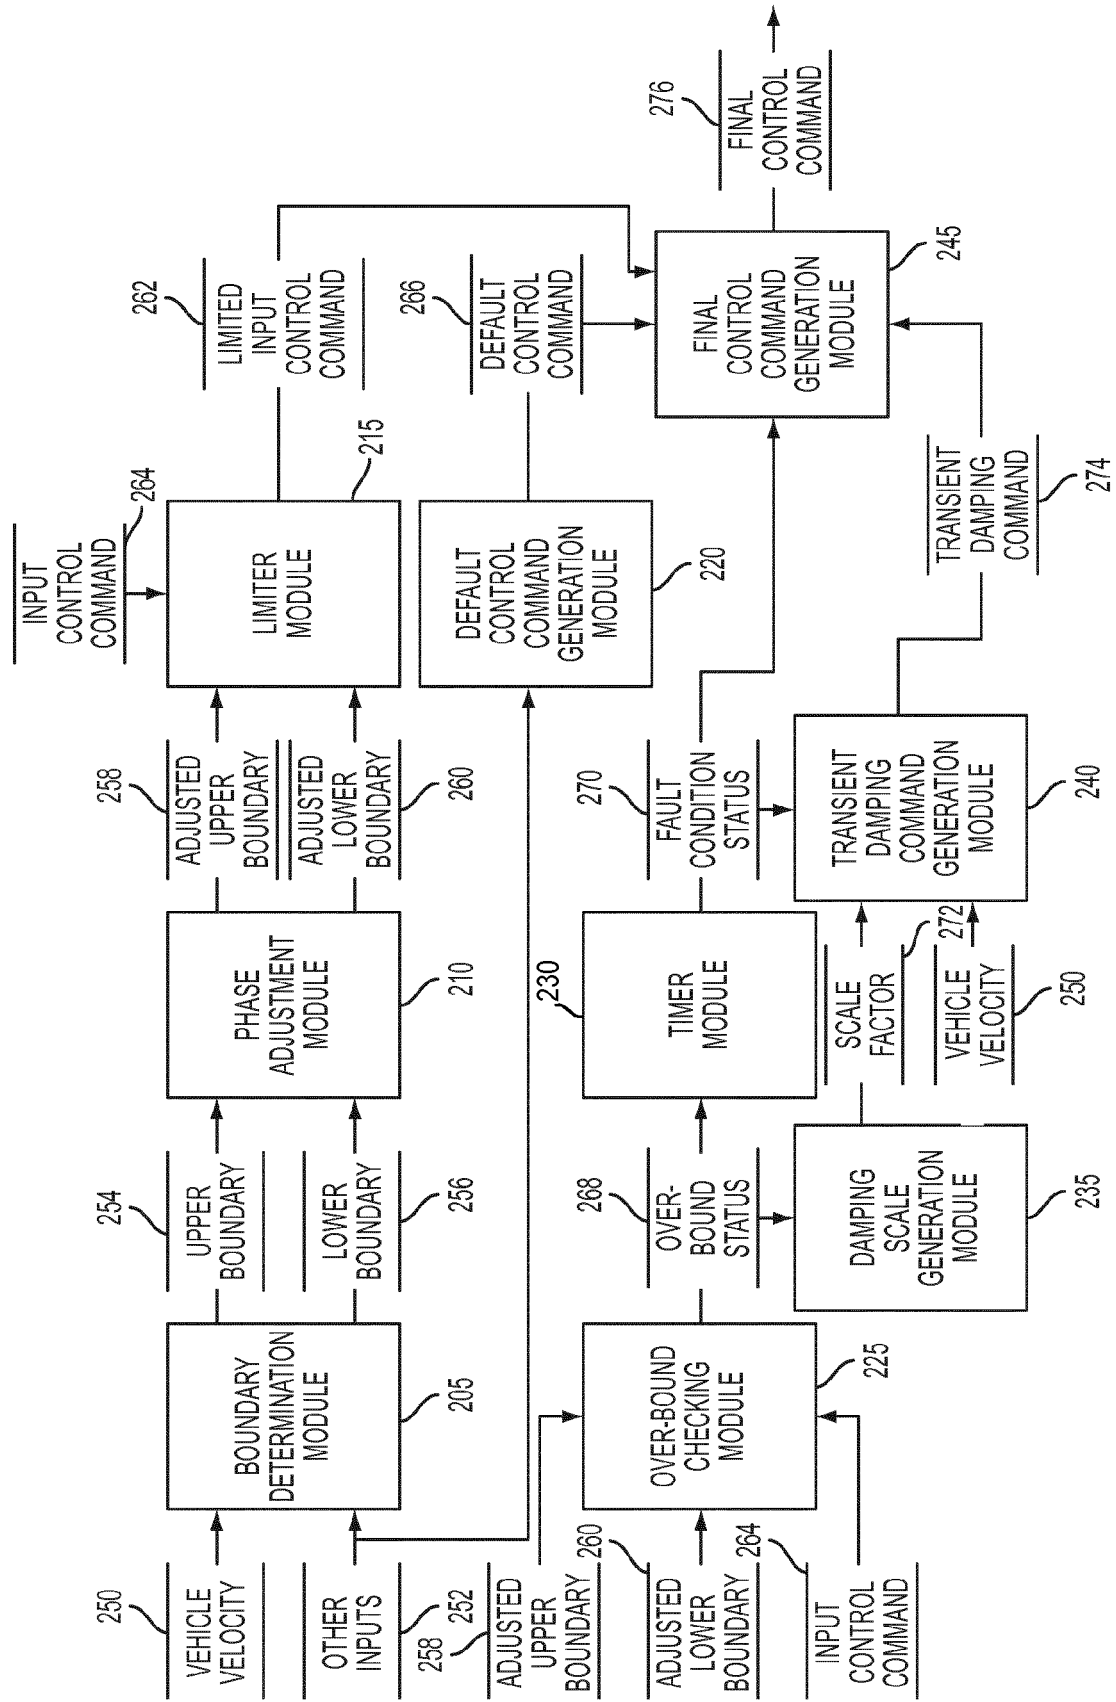 250
VEHICLE
VELOCITY
OTHER
INPUTS
252
BOUNDARY
DETERMINATION
MODULE
205
254
UPPER
BOUNDARY
LOWER
BOUNDARY
256
PHASE
ADJUSTMENT
MODULE
210
258
ADJUSTED
UPPER
BOUNDARY
ADJUSTED
LOWER
BOUNDARY
260
INPUT
CONTROL
COMMAND
264
LIMITER
MODULE
215
262
LIMITED
INPUT
CONTROL
COMMAND
DEFAULT
CONTROL
COMMAND
GENERATION
MODULE
220
266
DEFAULT
CONTROL
COMMAND
258
ADJUSTED
UPPER
BOUNDARY
260
ADJUSTED
LOWER
BOUNDARY
264
INPUT
CONTROL
COMMAND
OVER-BOUND
CHECKING
MODULE
225
268
OVER-
BOUND
STATUS
230
TIMER
MODULE
270
FAULT
CONDITION
STATUS
DAMPING
SCALE
GENERATION
MODULE
235
SCALE
FACTOR
272
VEHICLE
VELOCITY
250
TRANSIENT
DAMPING
COMMAND
GENERATION
MODULE
240
TRANSIENT
DAMPING
COMMAND
274
FINAL
CONTROL
COMMAND
GENERATION
MODULE
245
276
FINAL
CONTROL
COMMAND